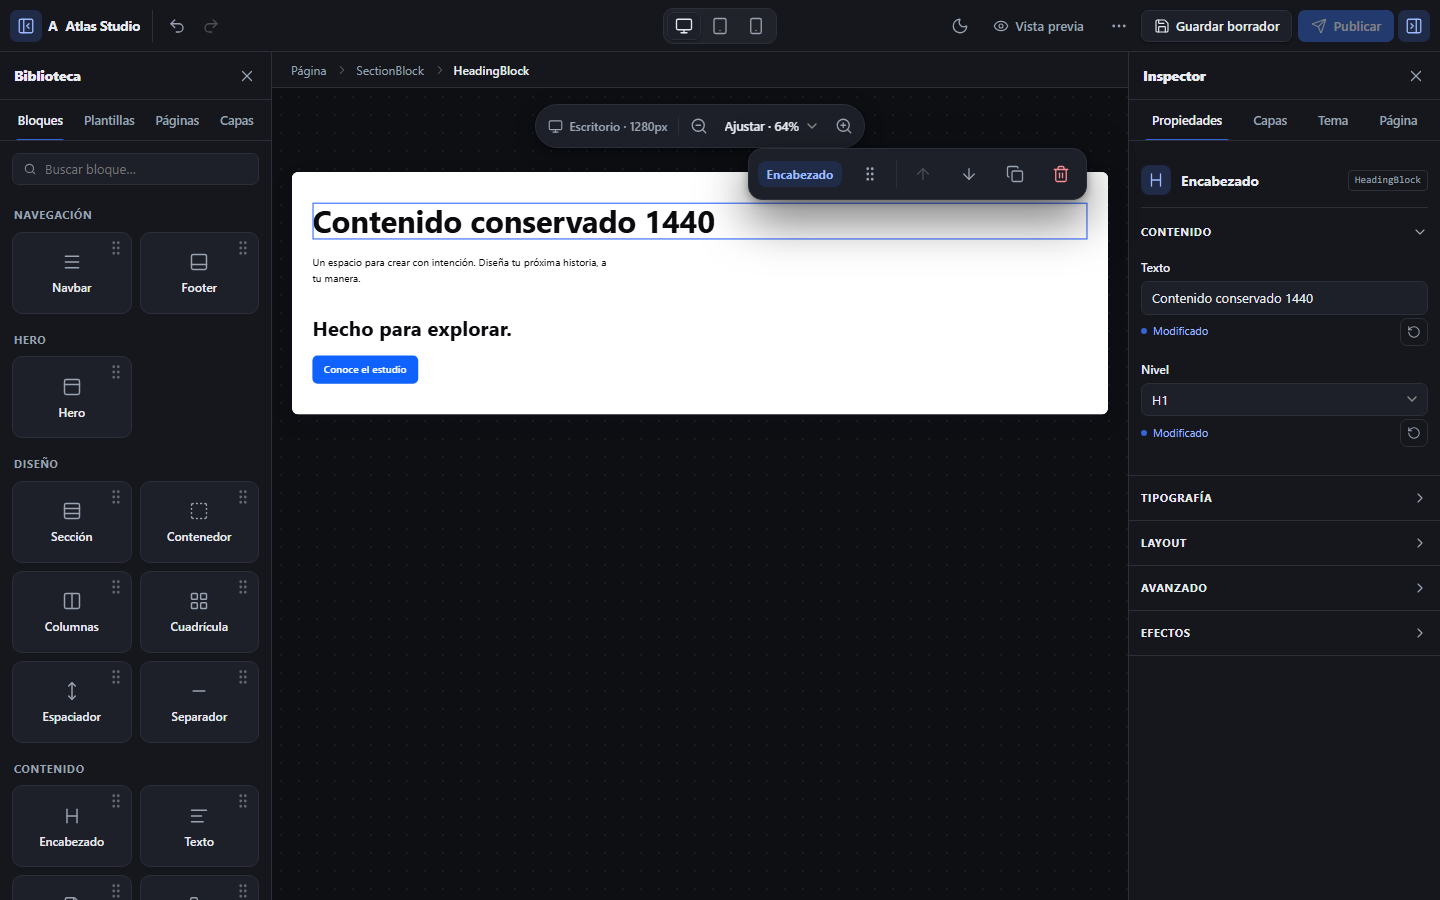 A Atlas Studio
Vista previa
Guardar borrador
Publicar
Biblioteca
Bloques
Plantillas
Páginas
Capas
Buscar bloque...
NAVEGACIÓN
Navbar
Footer
HERO
Hero
DISEÑO
Sección
Contenedor
Columnas
Cuadrícula
Espaciador
Separador
CONTENIDO
Encabezado
Texto
Página
SectionBlock
HeadingBlock
Escritorio · 1280px
Ajustar · 64%
Encabezado
Contenido conservado 1440
Un espacio para crear con intención. Diseña tu próxima historia, a
tu manera.
Hecho para explorar.
Conoce el estudio
Inspector
Propiedades
Capas
Tema
Página
H
Encabezado
HeadingBlock
CONTENIDO
Texto
Contenido conservado 1440
Modificado
Nivel
H1
Modificado
TIPOGRAFÍA
LAYOUT
AVANZADO
EFECTOS